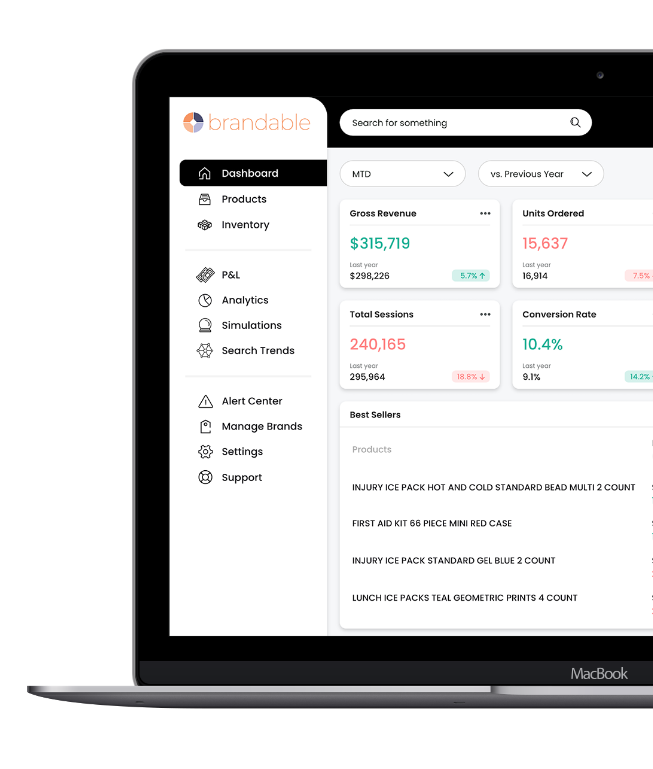 brandable
Search for something
Dashboard
MTD
vs. Previous Year
Products
Inventory
Gross Revenue
Units Ordered
$315,719
15,637
Last year
Last year
$298,226
5.7% ↑
16,914
7.5%
P&L
Analytics
Simulations
Search Trends
Total Sessions
Conversion Rate
240,165
10.4%
Last year
Last year
295,964
18.8% ↓
9.1%
14.2%
Alert Center
Manage Brands
Settings
Support
Best Sellers
Products
INJURY ICE PACK HOT AND COLD STANDARD BEAD MULTI 2 COUNT
FIRST AID KIT 66 PIECE MINI RED CASE
INJURY ICE PACK STANDARD GEL BLUE 2 COUNT
LUNCH ICE PACKS TEAL GEOMETRIC PRINTS 4 COUNT
MacBook